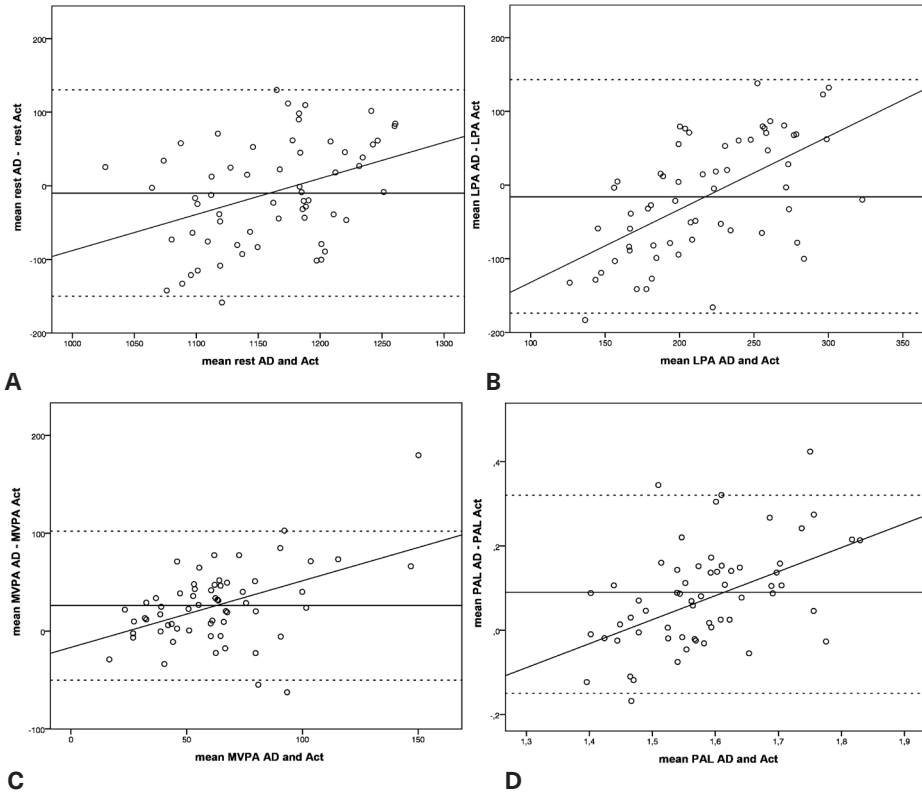 mean rest AD - rest Act
200
100
0
-100
-200
1000 1050 1100 1150 1200 1250 1300
mean rest AD and Act
A
mean LPA AD - LPA Act
200
100
0
-100
-200
100 150 200 250 300 350
mean LPA AD and Act
B
mean MVPA AD - MVPA Act
200
100
0
-100
0 50 100 150
mean MVPA AD and Act
C
mean PAL AD - PAL Act
,4
,2
,0
-,2
1,3 1,4 1,5 1,6 1,7 1,8 1,9
mean PAL AD and Act
D